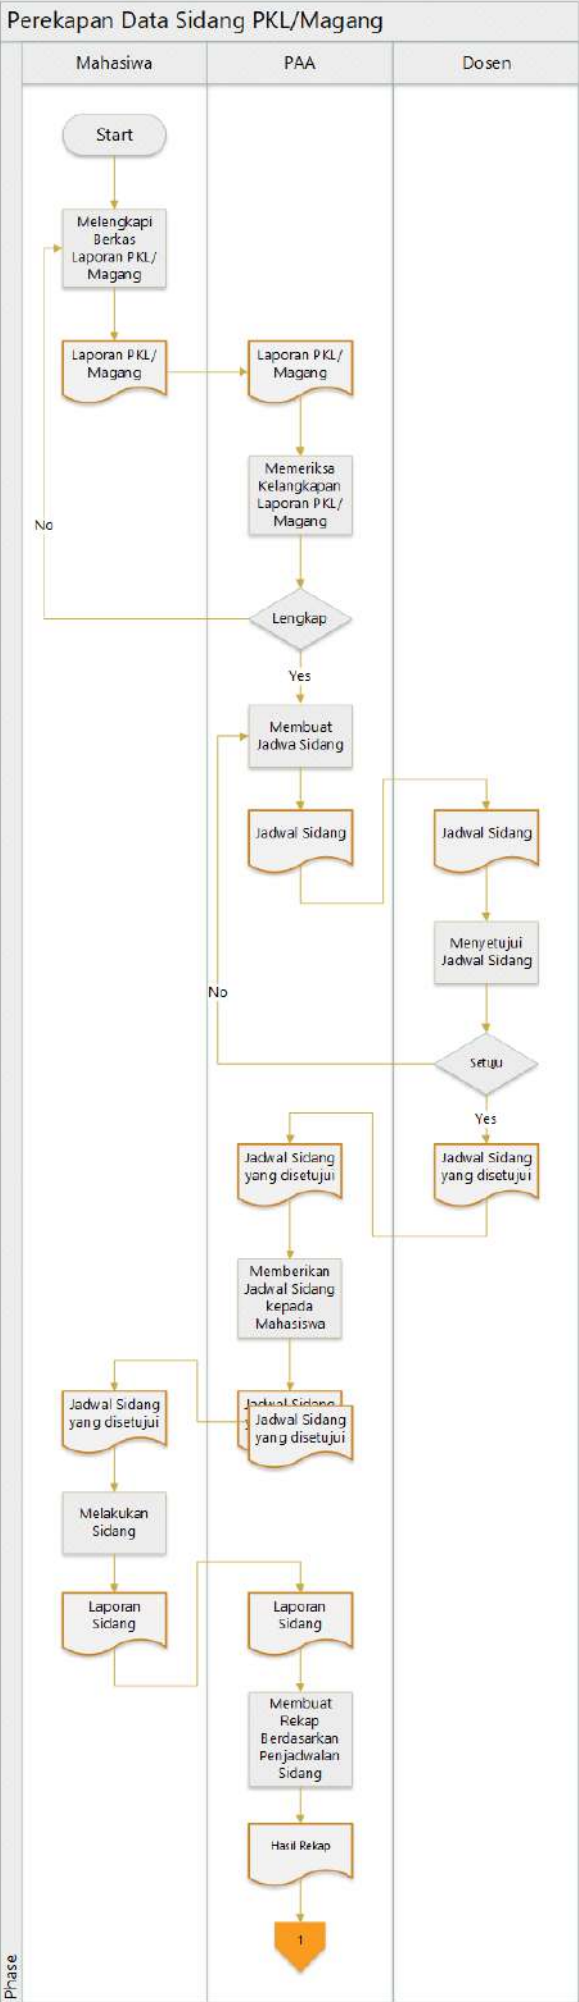 Perekapan Data Sidang PKL/Magang
Mahasiwa
PAA
Dosen
Start
Melengkapi
Berkas
Laporan PKL/
Magang
Laporan PKL/
Magang
Laporan PKL/
Magang
Memeriksa
Kelangkapan
Laporan PKL/
Magang
No
Lengkap
Yes
Membuat
Jadwa Sidang
Jadwal Sidang
Jadwal Sidang
Menyetujui
Jadwal Sidang
No
Setuju
Yes
Jadwal Sidang
yang disetujui
Jadwal Sidang
yang disetujui
Memberikan
Jadwal Sidang
kepada
Mahasiswa
Jadwal Sidang
yang disetujui
Jadwal Sidang
Jadwal Sidang
yang disetujui
Melakukan
Sidang
Laporan
Sidang
Laporan
Sidang
Membuat
Rekap
Berdasarkan
Penjadwalan
Sidang
Hasil Rekap
1
Phase